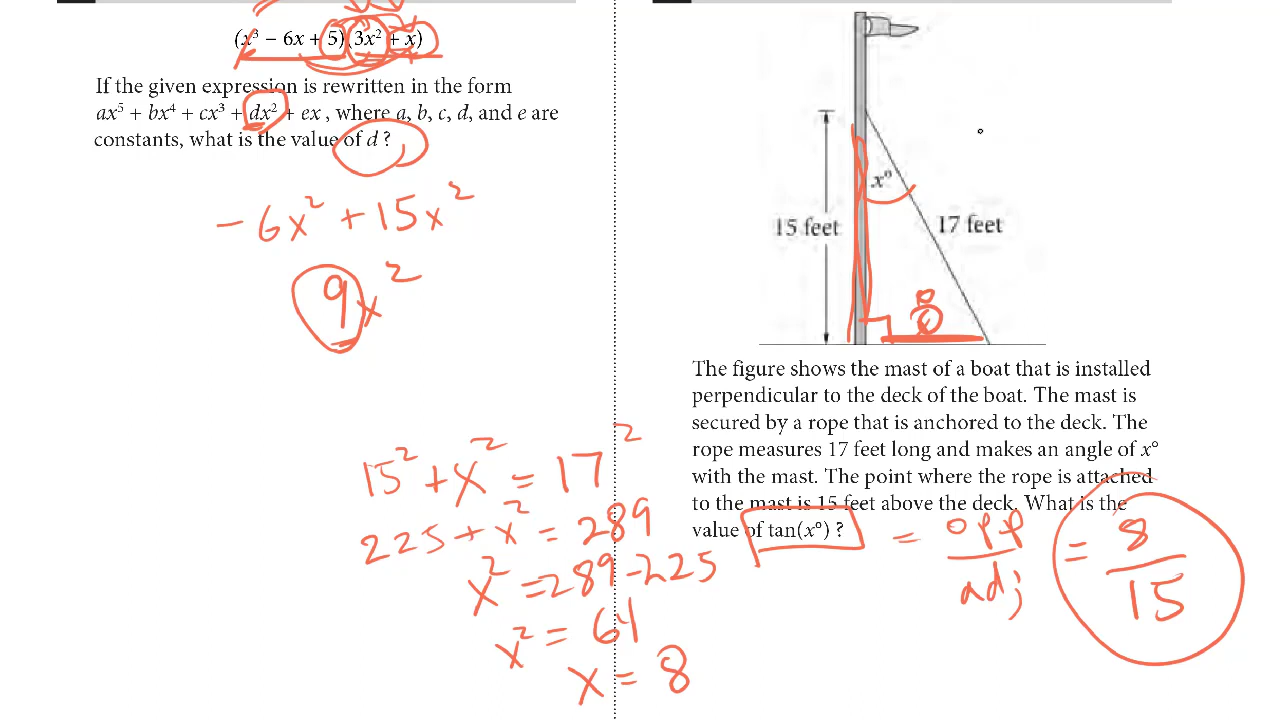 (x³ − 6x + 5)(3x² + x)
If the given expression is rewritten in the form
ax⁵ + bx⁴ + cx³ + dx² + ex, where a, b, c, d, and e are
constants, what is the value of d ?
−6x² + 15x²
9x²
15² + x² = 17²
225 + x² = 289
x² = 289 − 225
x² = 64
x = 8
x°
15 feet
17 feet
8
The figure shows the mast of a boat that is installed
perpendicular to the deck of the boat. The mast is
secured by a rope that is anchored to the deck. The
rope measures 17 feet long and makes an angle of x°
with the mast. The point where the rope is attached
to the mast is 15 feet above the deck. What is the
value of tan(x°) ?
= opp/adj = 8/15